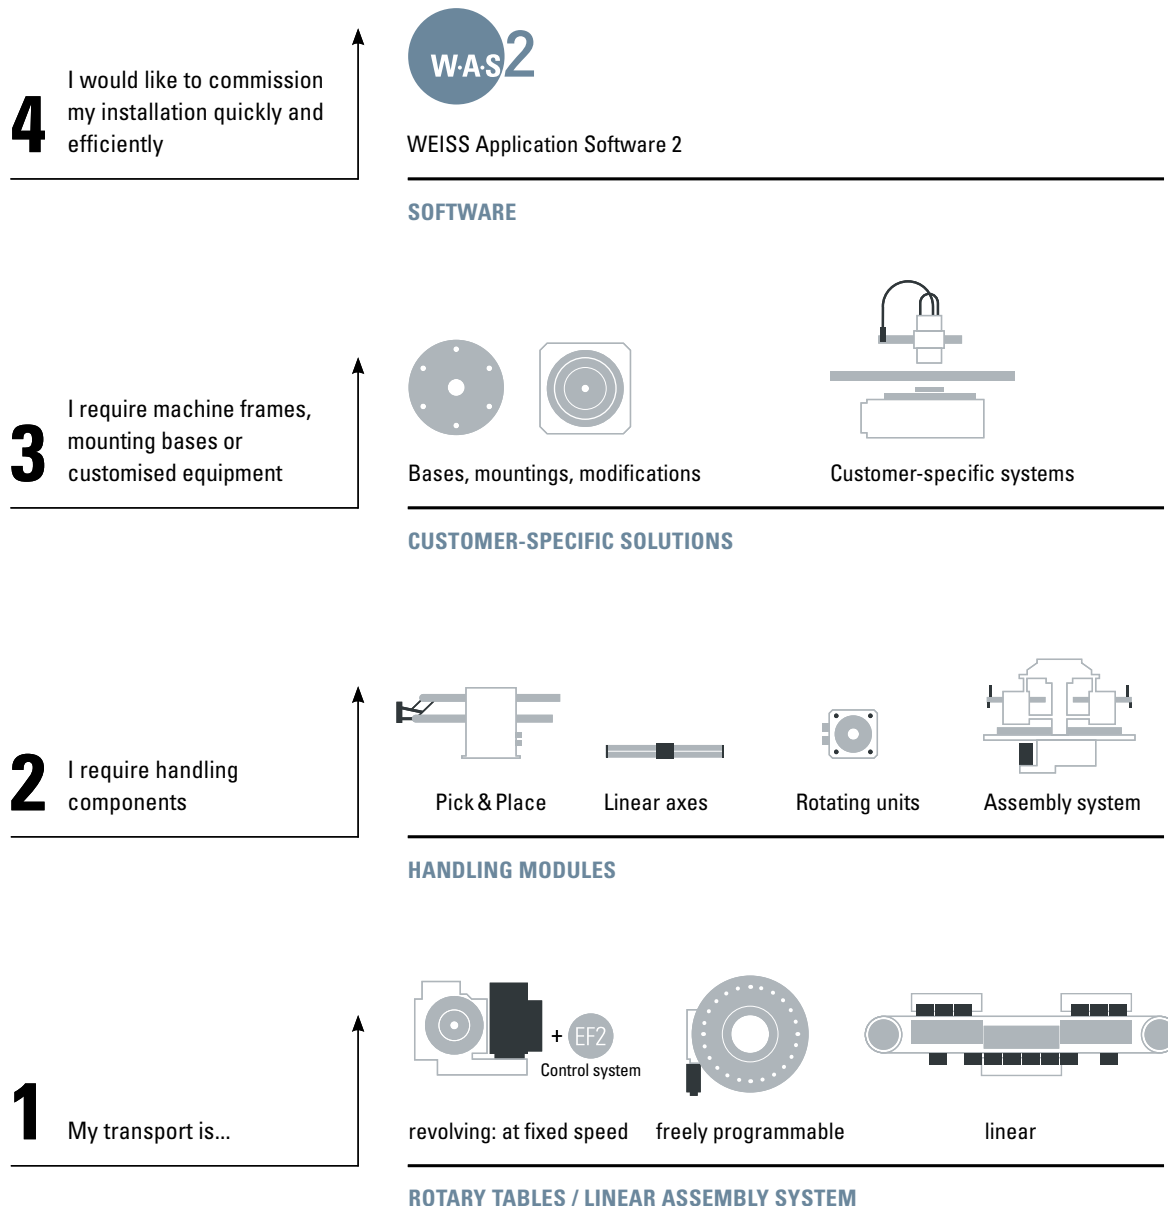 4
I would like to commission
my installation quickly and
efficiently
W·A·S 2
WEISS Application Software 2
SOFTWARE
3
I require machine frames,
mounting bases or
customised equipment
Bases, mountings, modifications
Customer-specific systems
CUSTOMER-SPECIFIC SOLUTIONS
2
I require handling
components
Pick & Place
Linear axes
Rotating units
Assembly system
HANDLING MODULES
1
My transport is...
+ EF2
Control system
revolving: at fixed speed
freely programmable
linear
ROTARY TABLES / LINEAR ASSEMBLY SYSTEM